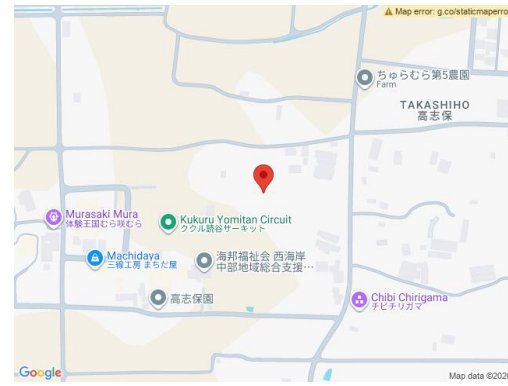 Map error: g.co/staticmaperro
ちゅらむら第5農園
Farm
TAKASHIHO
高志保
Murasaki Mura
体験王国むら咲むら
Kukuru Yomitan Circuit
ククル読谷サーキット
Machidaya
三線工房 まちだ屋
海邦福祉会 西海岸
中部地域総合支援…
高志保園
Chibi Chirigama
チビチリガマ
Google
Map data ©2026